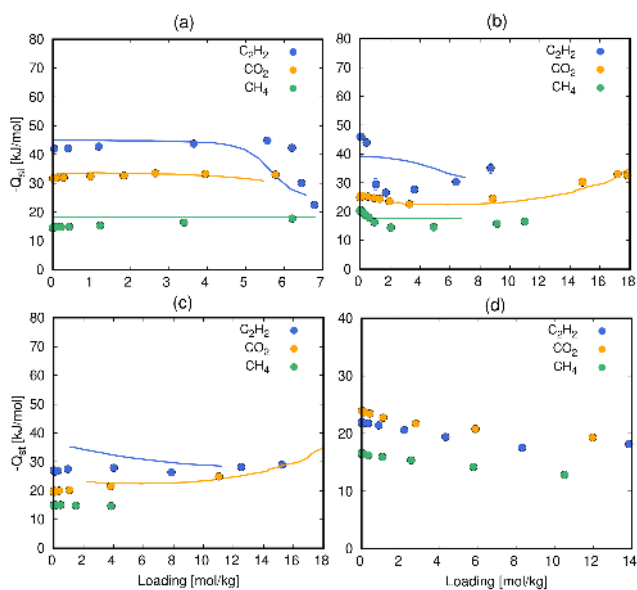 (a)
C₂H₂
CO₂
CH₄
80
70
60
50
40
30
20
10
0
-Qst [kJ/mol]
0 1 2 3 4 5 6 7
(b)
C₂H₂
CO₂
CH₄
80
70
60
50
40
30
20
10
0
0 2 4 6 8 10 12 14 16 18
(c)
C₂H₂
CO₂
CH₄
80
70
60
50
40
30
20
10
0
-Qst [kJ/mol]
0 2 4 6 8 10 12 14 16 18
Loading [mol/kg]
(d)
C₂H₂
CO₂
CH₄
40
30
20
10
0
0 2 4 6 8 10 12 14
Loading [mol/kg]